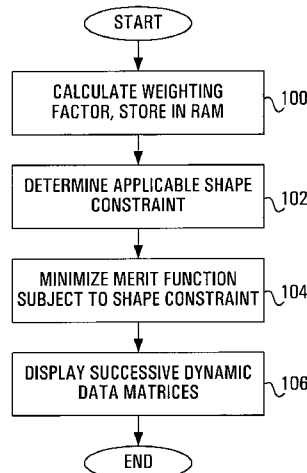 START
CALCULATE WEIGHTING
FACTOR, STORE IN RAM
100
DETERMINE APPLICABLE SHAPE
CONSTRAINT
102
MINIMIZE MERIT FUNCTION
SUBJECT TO SHAPE CONSTRAINT
104
DISPLAY SUCCESSIVE DYNAMIC
DATA MATRICES
106
END